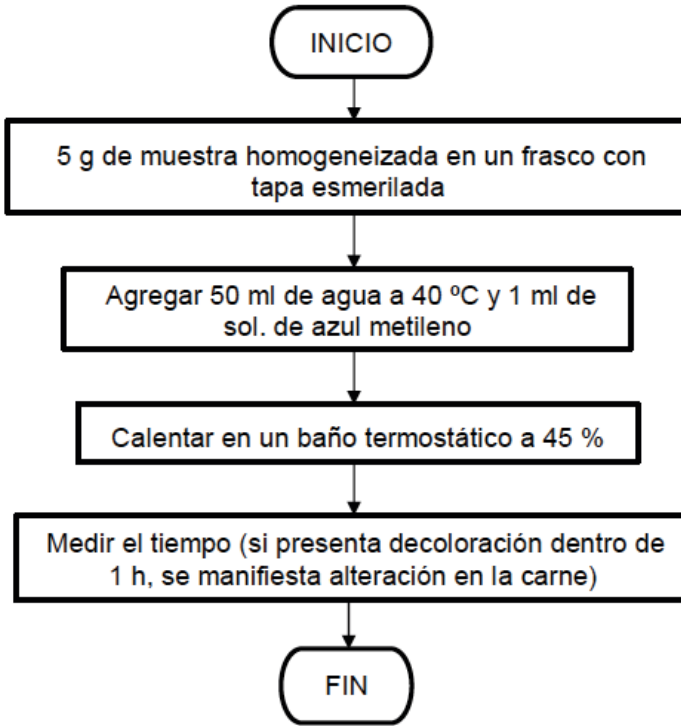 INICIO
5 g de muestra homogeneizada en un frasco con
tapa esmerilada
Agregar 50 ml de agua a 40 ºC y 1 ml de
sol. de azul metileno
Calentar en un baño termostático a 45 %
Medir el tiempo (si presenta decoloración dentro de
1 h, se manifiesta alteración en la carne)
FIN